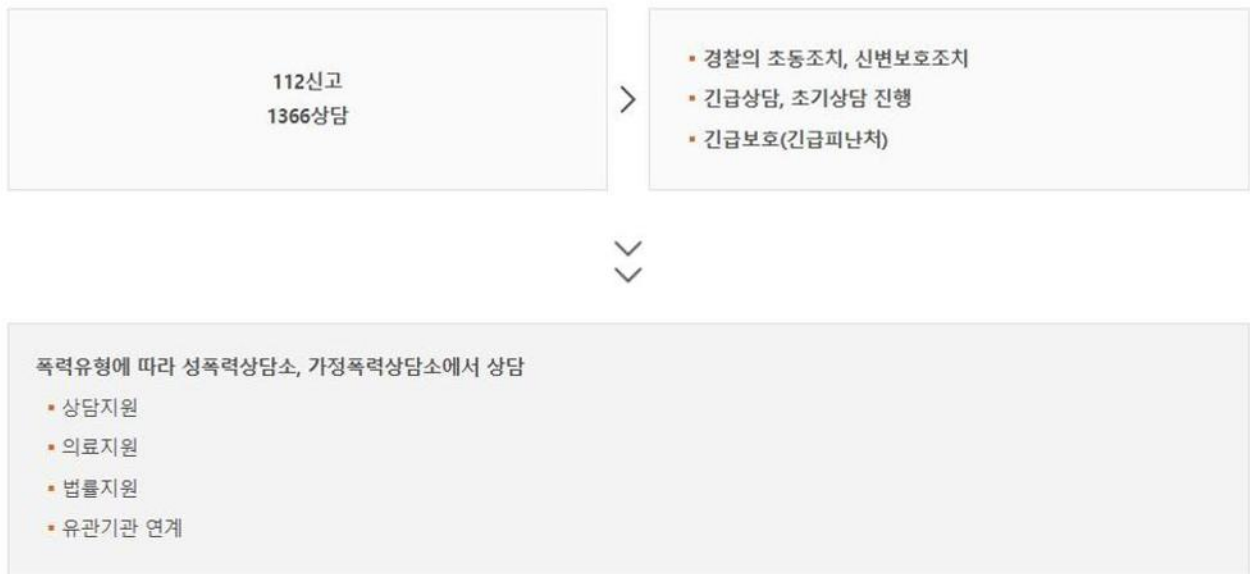 112신고
1366상담
▪ 경찰의 초동조치, 신변보호조치
▪ 긴급상담, 초기상담 진행
▪ 긴급보호(긴급피난처)
폭력유형에 따라 성폭력상담소, 가정폭력상담소에서 상담
▪ 상담지원
▪ 의료지원
▪ 법률지원
▪ 유관기관 연계